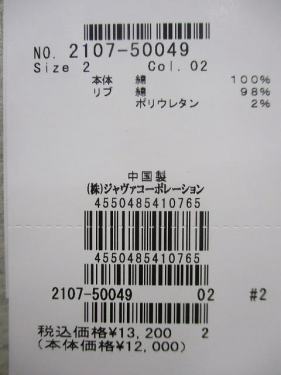 NO. 2107-50049
Size 2 Col. 02
本体 綿 100%
リブ 綿 98%
ポリウレタン 2%
中国製
(株)ジャヴァコーポレーション
4550485410765
4550485410765
2107-50049 02 #2
税込価格¥13,200 2
(本体価格¥12,000)